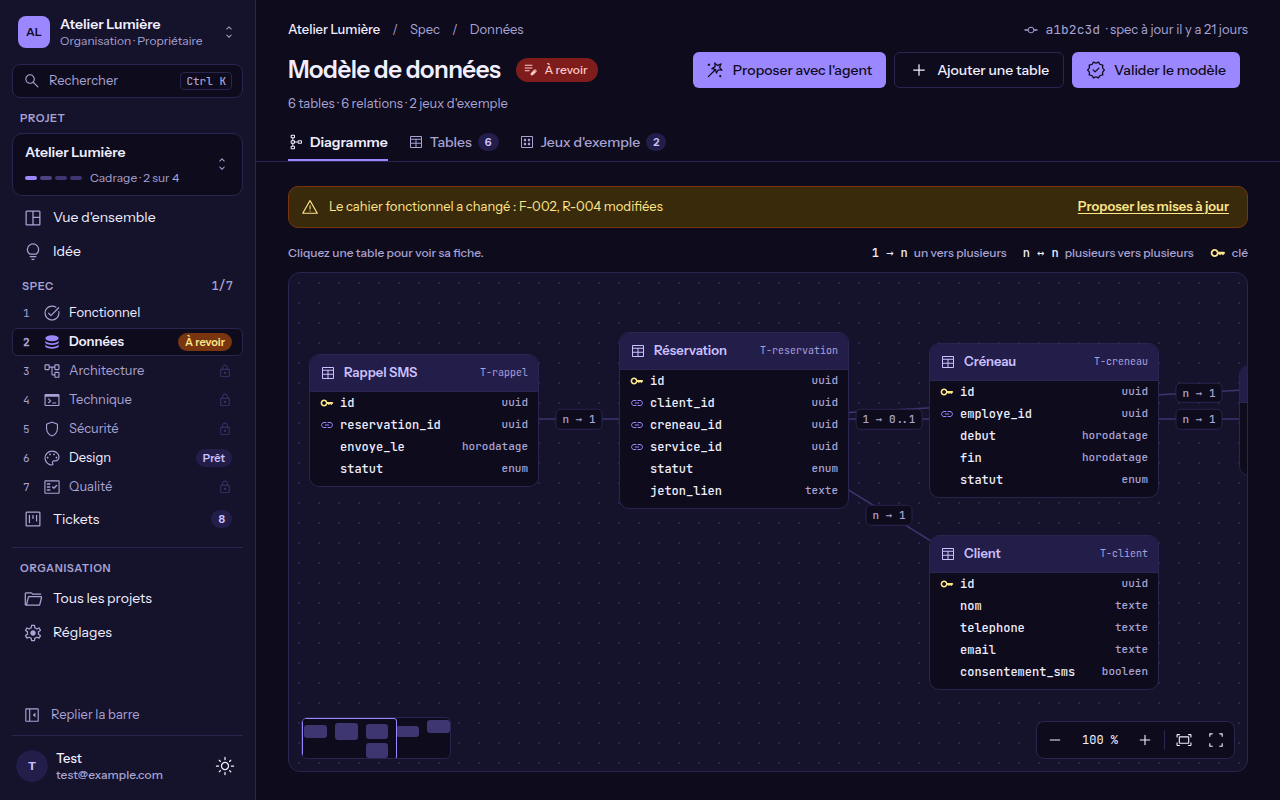 AL
Atelier Lumière
Organisation · Propriétaire
Rechercher
Ctrl K
PROJET
Atelier Lumière
Cadrage · 2 sur 4
Vue d'ensemble
Idée
SPEC 1/7
1 Fonctionnel
2 Données À revoir
3 Architecture
4 Technique
5 Sécurité
6 Design Prêt
7 Qualité
Tickets 8
ORGANISATION
Tous les projets
Réglages
Replier la barre
T
Test
test@example.com
Atelier Lumière / Spec / Données
a1b2c3d · spec à jour il y a 21 jours
Modèle de données
À revoir
Proposer avec l'agent
Ajouter une table
Valider le modèle
6 tables · 6 relations · 2 jeux d'exemple
Diagramme
Tables 6
Jeux d'exemple 2
Le cahier fonctionnel a changé : F-002, R-004 modifiées
Proposer les mises à jour
Cliquez une table pour voir sa fiche.
1 → n un vers plusieurs
n ↔ n plusieurs vers plusieurs
clé
Rappel SMS T-rappel
id uuid
reservation_id uuid
envoye_le horodatage
statut enum
n → 1
Réservation T-reservation
id uuid
client_id uuid
creneau_id uuid
service_id uuid
statut enum
jeton_lien texte
1 → 0..1
n → 1
Créneau T-creneau
id uuid
employe_id uuid
debut horodatage
fin horodatage
statut enum
n → 1
n → 1
Client T-client
id uuid
nom texte
telephone texte
email texte
consentement_sms booleen
100 %